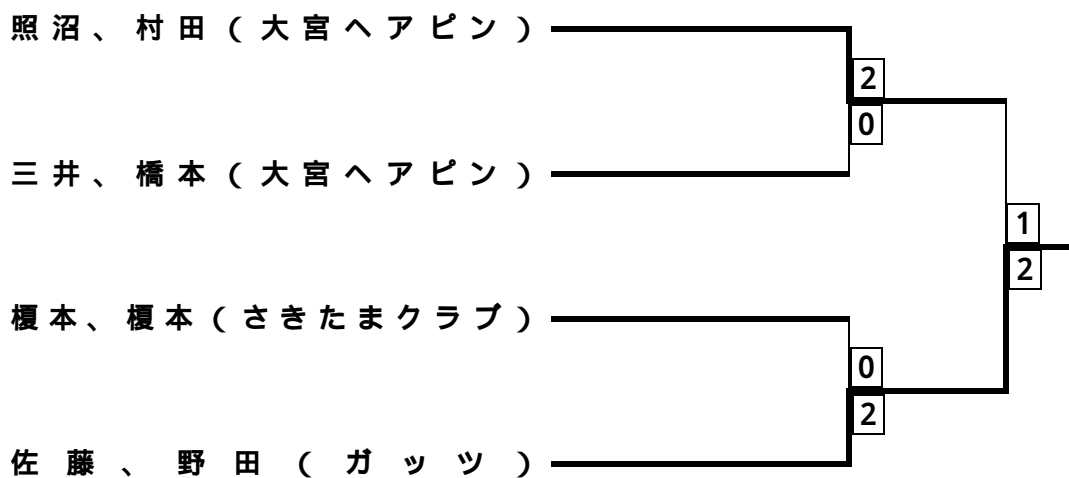 照沼、村田(大宮ヘアピン)
2
0
三井、橋本(大宮ヘアピン)
1
2
榎本、榎本(さきたまクラブ)
0
2
佐藤、野田(ガッツ)